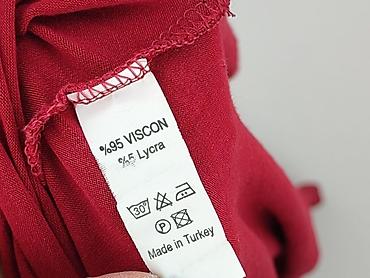 %95 VISCON
%5 Lycra
30°
P
Made in Turkey